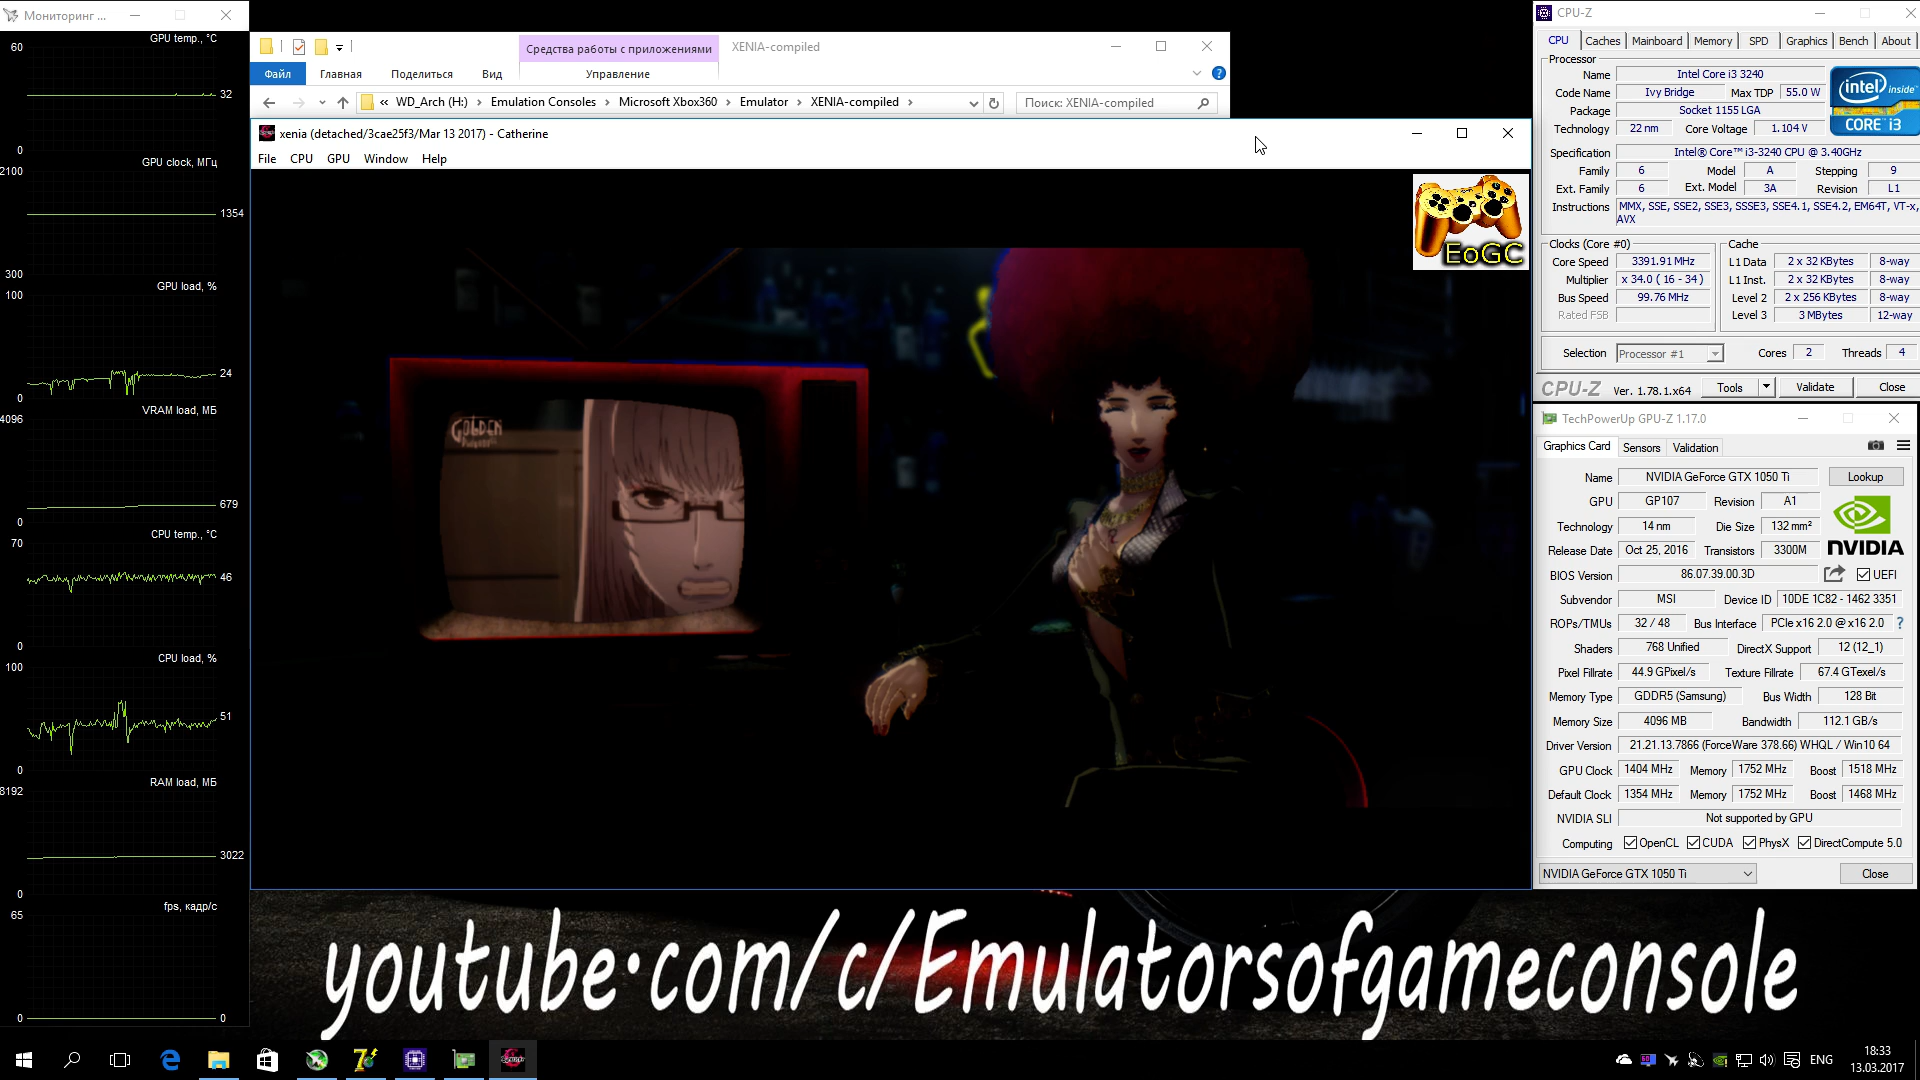 Мониторинг ...
GPU temp., °C
60
32
0
GPU clock, МГц
2100
1354
300
GPU load, %
100
24
0
VRAM load, МБ
4096
679
0
CPU temp., °C
70
46
0
CPU load, %
100
51
0
RAM load, МБ
8192
3022
0
fps, кадр/с
65
0
0
Средства работы с приложениями
XENIA-compiled
Файл
Главная
Поделиться
Вид
Управление
« WD_Arch (H:) › Emulation Consoles › Microsoft Xbox360 › Emulator › XENIA-compiled ›
Поиск: XENIA-compiled
xenia (detached/3cae25f3/Mar 13 2017) - Catherine
File CPU GPU Window Help
EoGC
GOLDEN
youtube.com/c/Emulatorsofgameconsole
CPU-Z
CPU Caches Mainboard Memory SPD Graphics Bench About
Processor
Name Intel Core i3 3240
Code Name Ivy Bridge Max TDP 55.0 W
Package Socket 1155 LGA
Technology 22 nm Core Voltage 1.104 V
intel inside™
CORE i3
Specification Intel® Core™ i3-3240 CPU @ 3.40GHz
Family 6 Model A Stepping 9
Ext. Family 6 Ext. Model 3A Revision L1
Instructions MMX, SSE, SSE2, SSE3, SSSE3, SSE4.1, SSE4.2, EM64T, VT-x,
AVX
Clocks (Core #0)
Core Speed 3391.91 MHz
Multiplier x 34.0 ( 16 - 34 )
Bus Speed 99.76 MHz
Rated FSB
Cache
L1 Data 2 x 32 KBytes 8-way
L1 Inst. 2 x 32 KBytes 8-way
Level 2 2 x 256 KBytes 8-way
Level 3 3 MBytes 12-way
Selection Processor #1 Cores 2 Threads 4
CPU-Z Ver. 1.78.1.x64 Tools Validate Close
TechPowerUp GPU-Z 1.17.0
Graphics Card Sensors Validation
Name NVIDIA GeForce GTX 1050 Ti Lookup
GPU GP107 Revision A1
Technology 14 nm Die Size 132 mm²
Release Date Oct 25, 2016 Transistors 3300M
NVIDIA
BIOS Version 86.07.39.00.3D UEFI
Subvendor MSI Device ID 10DE 1C82 - 1462 3351
ROPs/TMUs 32 / 48 Bus Interface PCIe x16 2.0 @ x16 2.0 ?
Shaders 768 Unified DirectX Support 12 (12_1)
Pixel Fillrate 44.9 GPixel/s Texture Fillrate 67.4 GTexel/s
Memory Type GDDR5 (Samsung) Bus Width 128 Bit
Memory Size 4096 MB Bandwidth 112.1 GB/s
Driver Version 21.21.13.7866 (ForceWare 378.66) WHQL / Win10 64
GPU Clock 1404 MHz Memory 1752 MHz Boost 1518 MHz
Default Clock 1354 MHz Memory 1752 MHz Boost 1468 MHz
NVIDIA SLI Not supported by GPU
Computing OpenCL CUDA PhysX DirectCompute 5.0
NVIDIA GeForce GTX 1050 Ti Close
ENG
18:33
13.03.2017